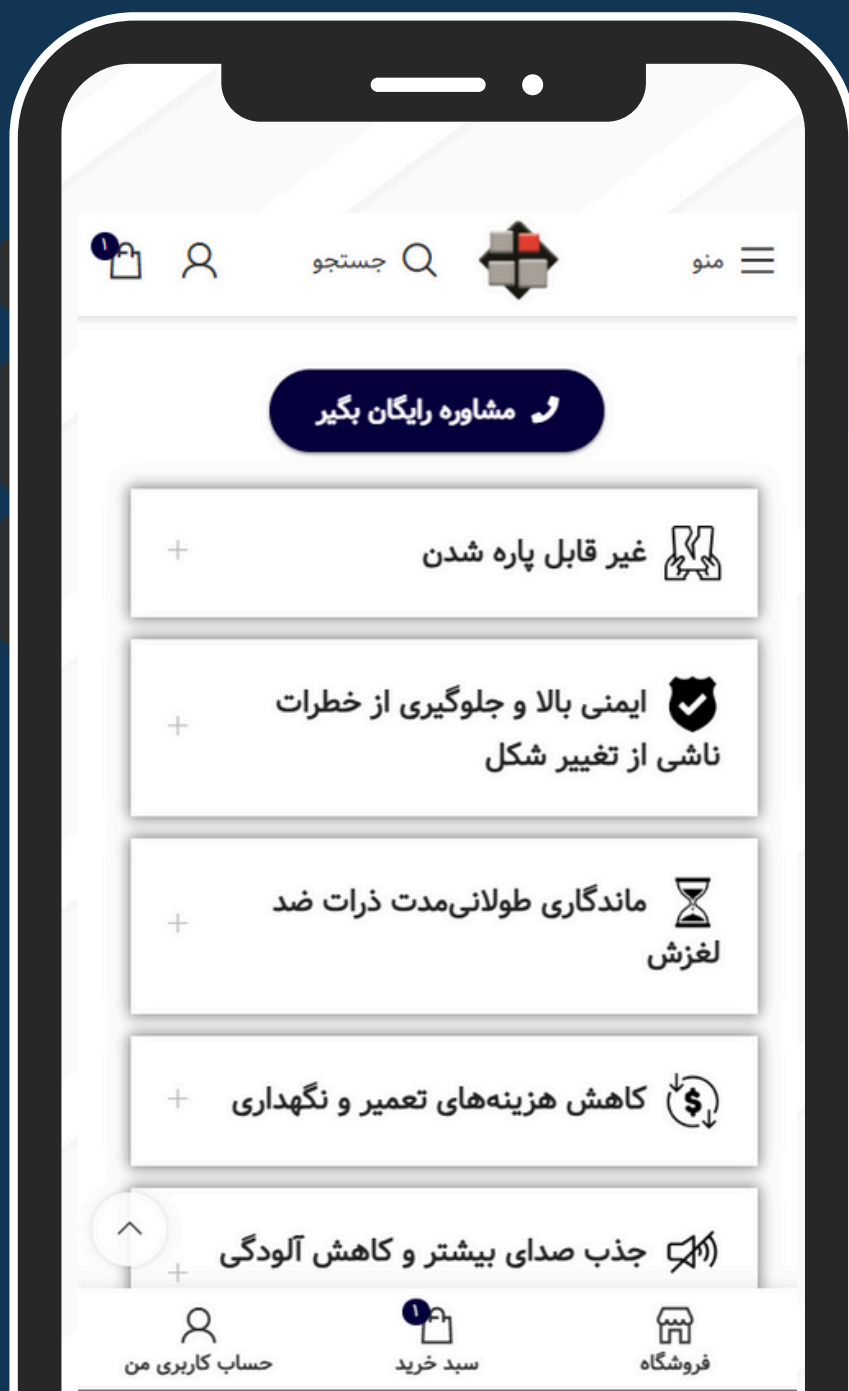 منو
جستجو
۱
مشاوره رایگان بگیر
غیر قابل پاره شدن
ایمنی بالا و جلوگیری از خطرات
ناشی از تغییر شکل
ماندگاری طولانی‌مدت ذرات ضد
لغزش
کاهش هزینه‌های تعمیر و نگهداری
جذب صدای بیشتر و کاهش آلودگی
۱
فروشگاه
سبد خرید
حساب کاربری من